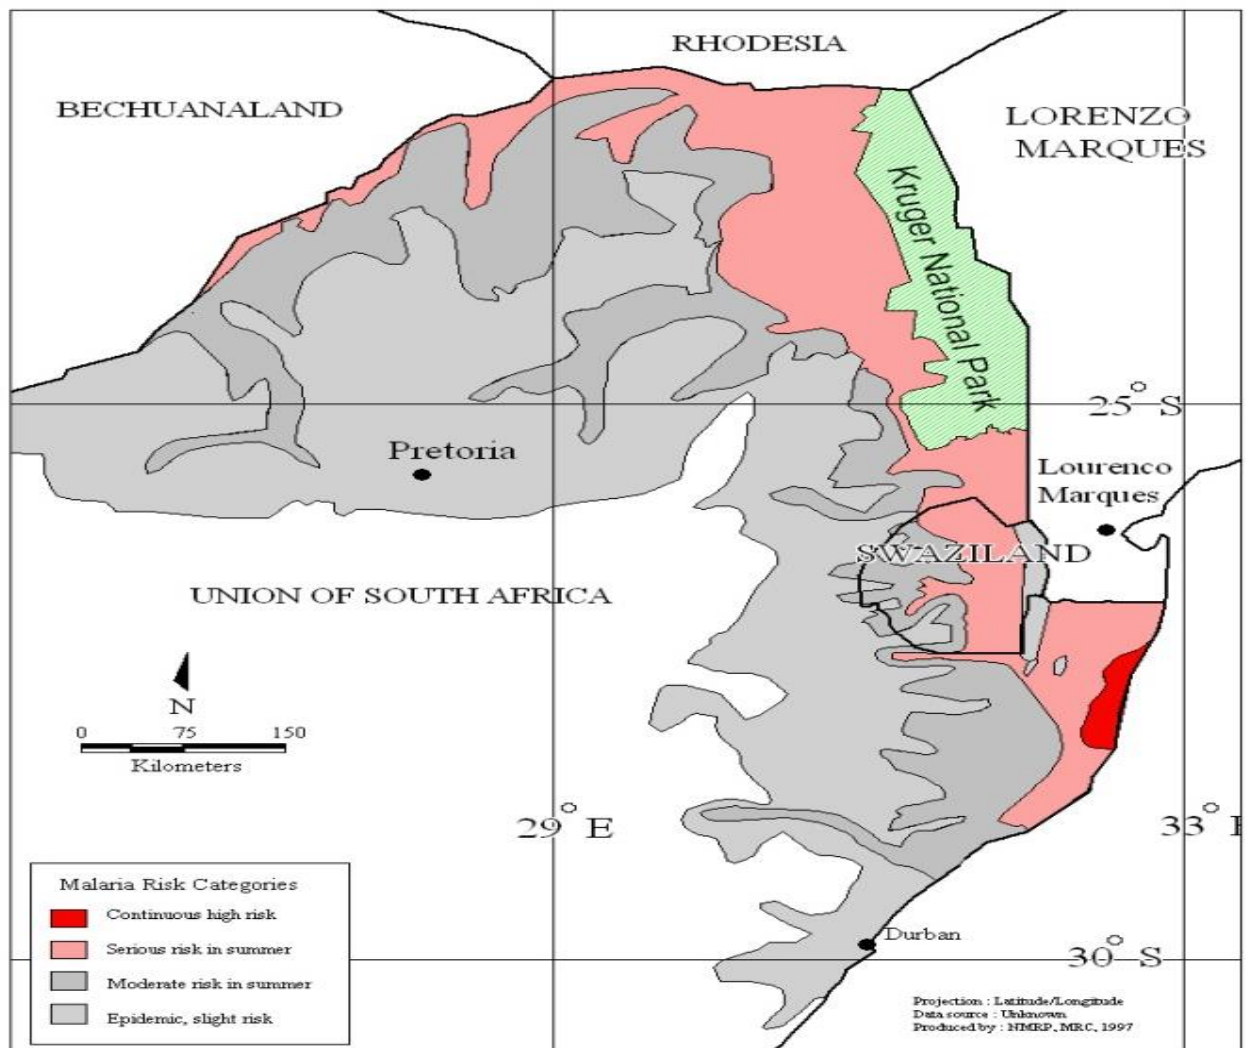 RHODESIA
BECHUANALAND
LORENZO
MARQUES
Kruger National Park
25° S
Pretoria
Lourenco
Marques
SWAZILAND
UNION OF SOUTH AFRICA
N
0 75 150
Kilometers
29° E
33° E
Malaria Risk Categories
Continuous high risk
Serious risk in summer
Moderate risk in summer
Epidemic, slight risk
Durban
30° S
Projection : Latitude/Longitude
Data source : Unknown
Produced by : NMRP, MRC, 1997